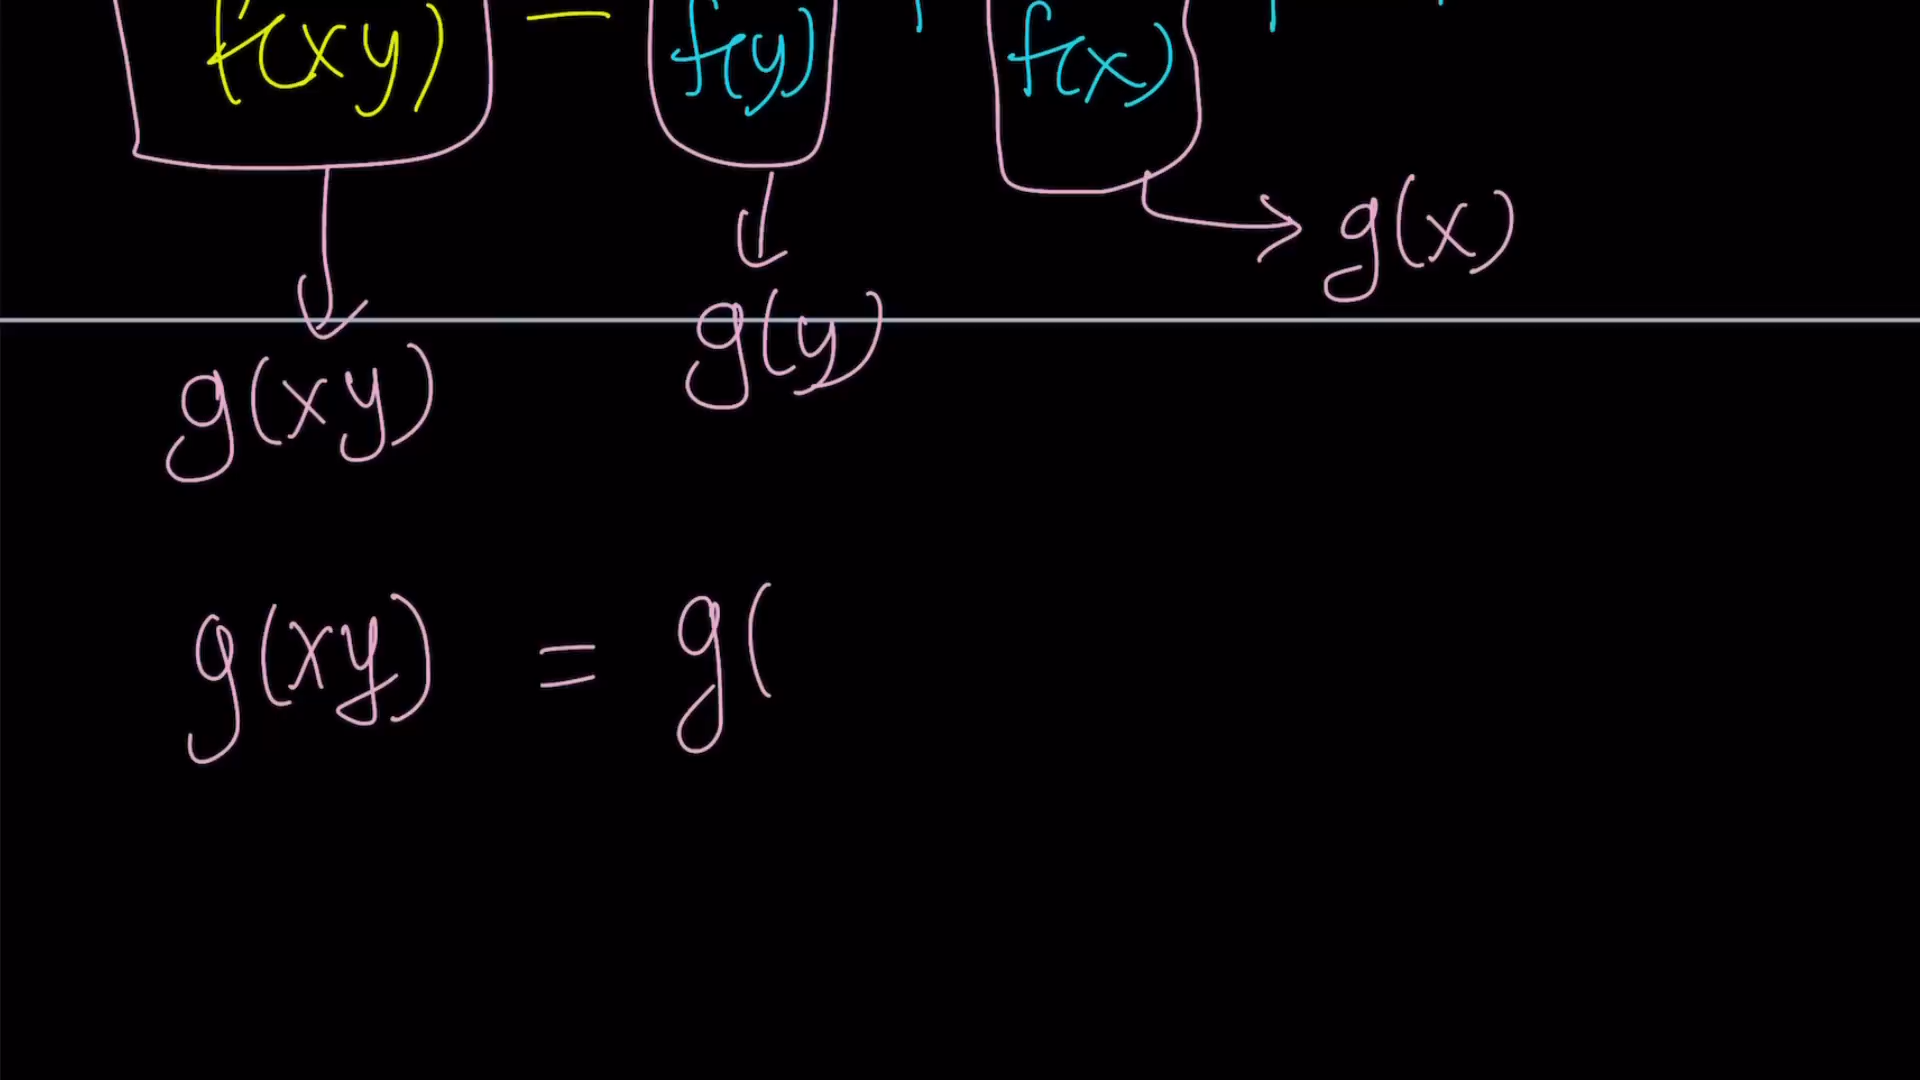 f(xy) = f(y) f(x)
g(x)
g(y)
g(xy)
g(xy) = g(